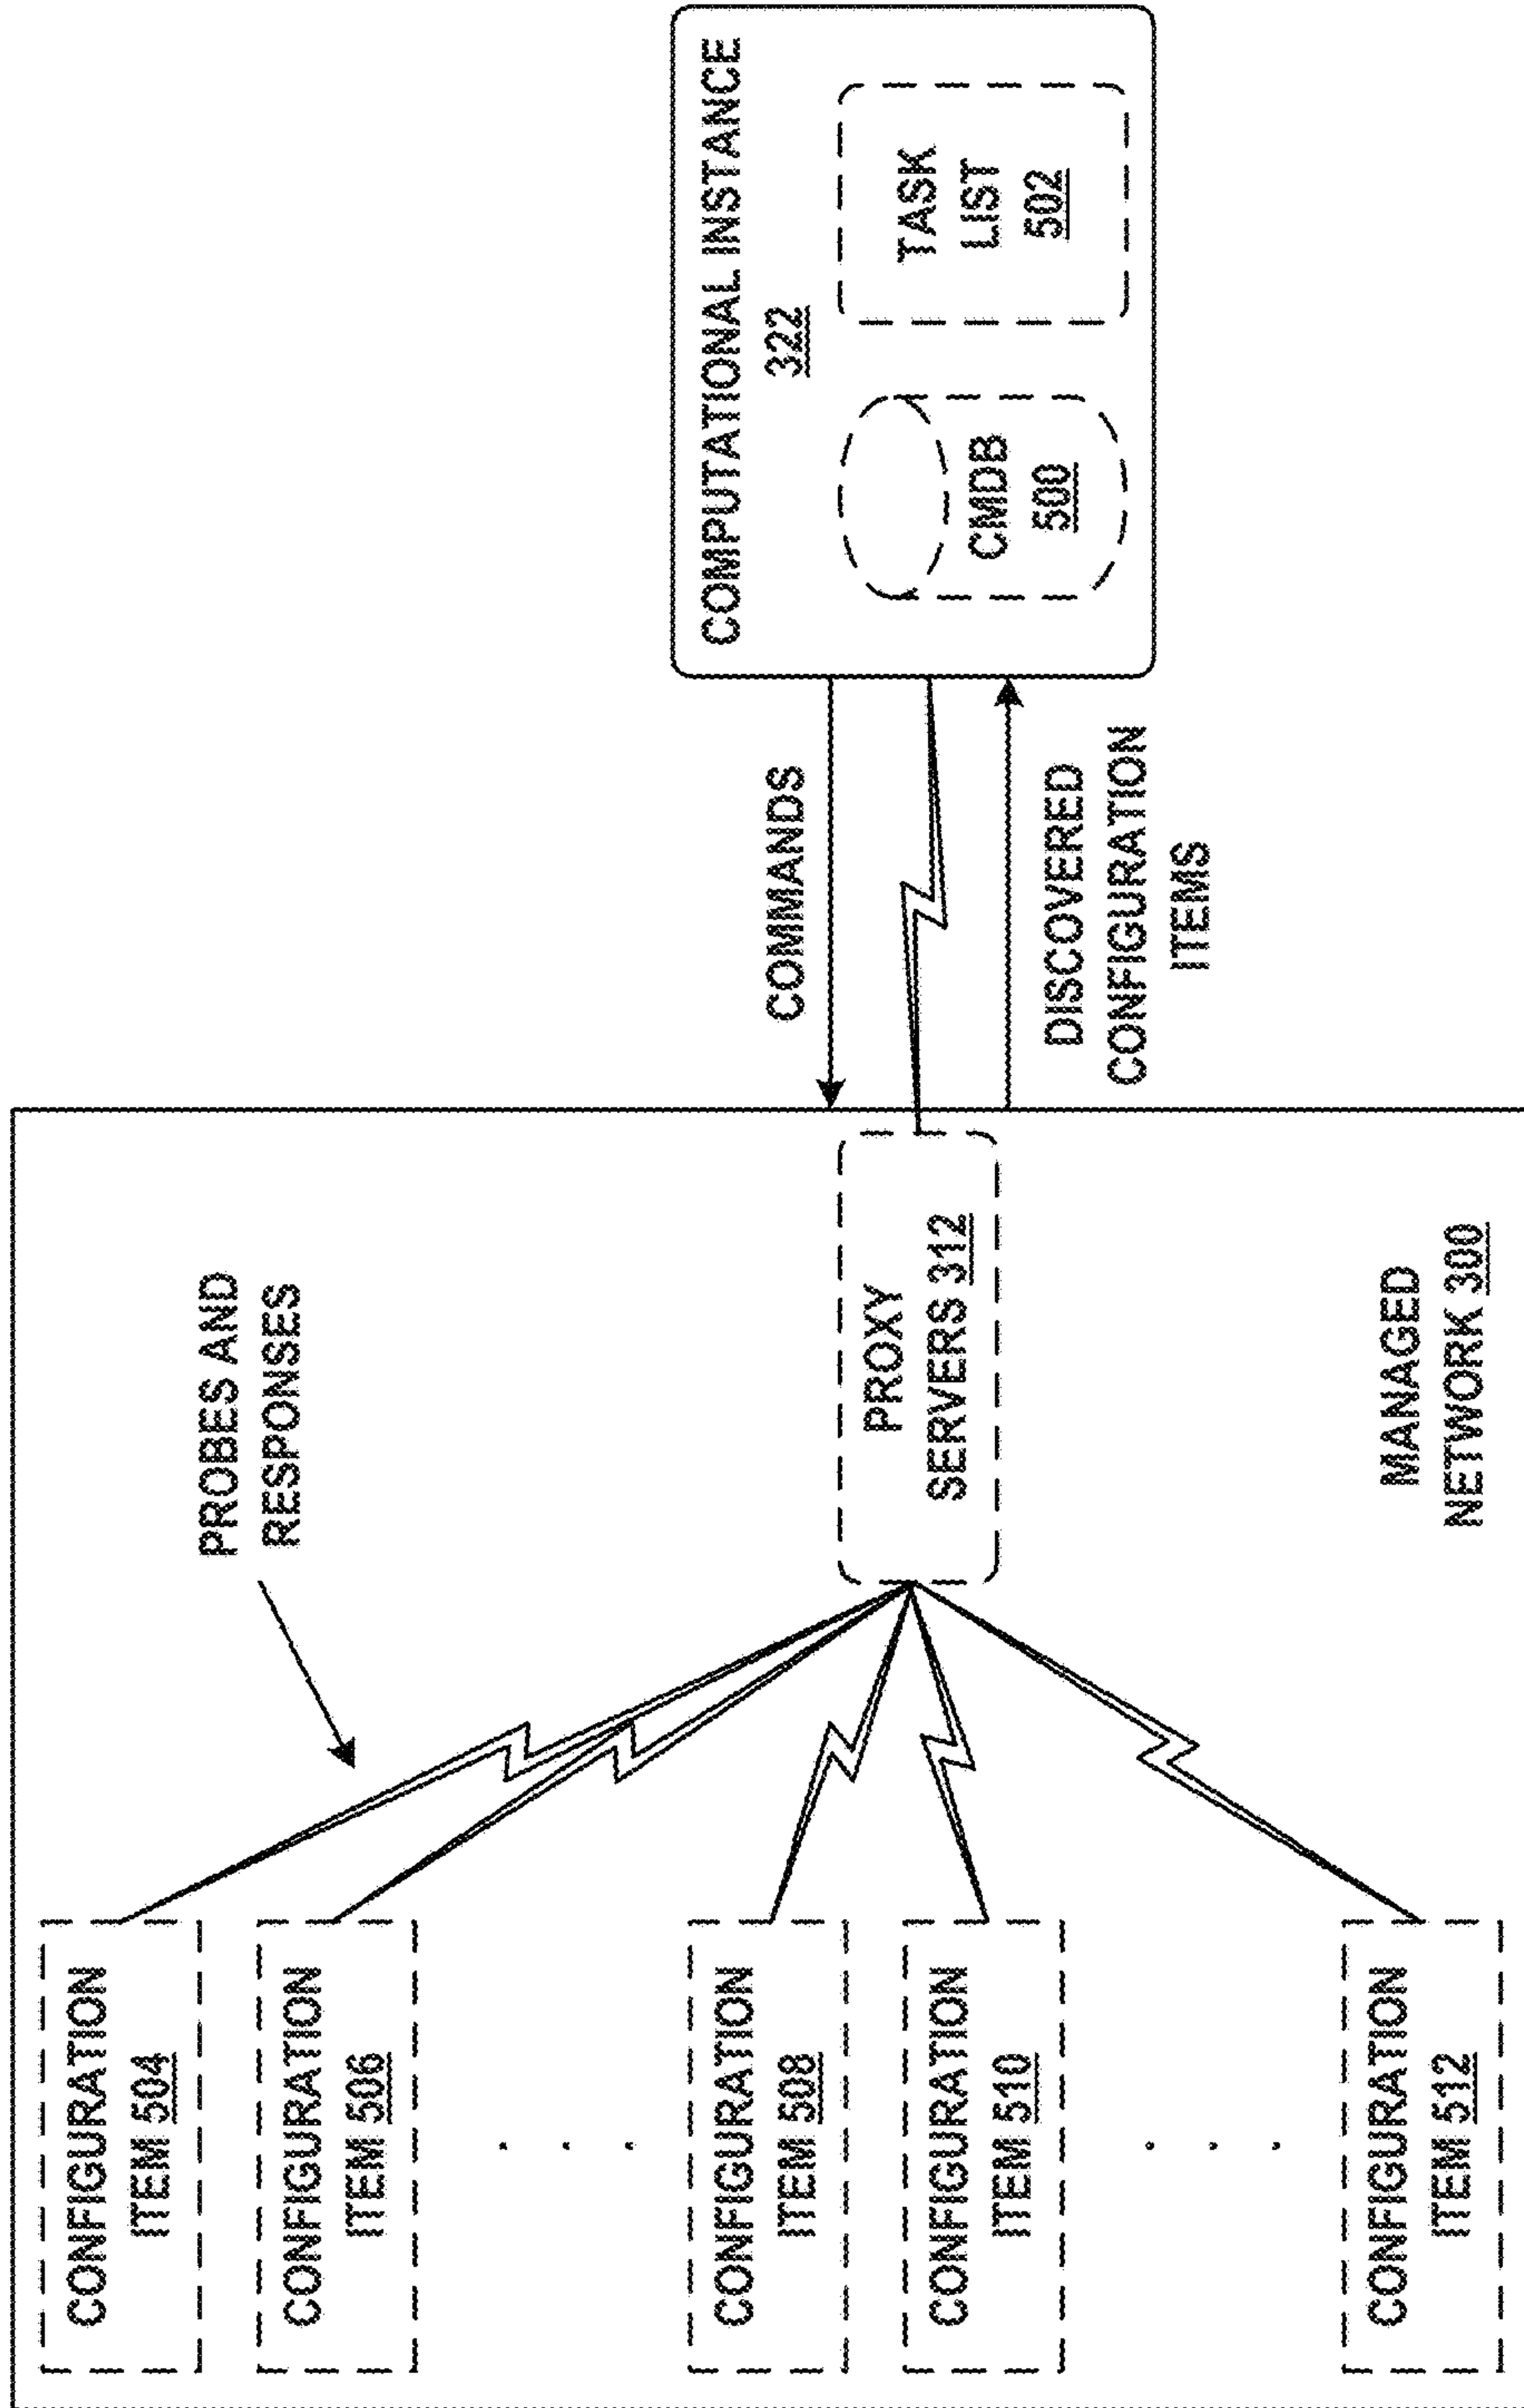 CONFIGURATION
ITEM 504
CONFIGURATION
ITEM 506
CONFIGURATION
ITEM 508
CONFIGURATION
ITEM 510
CONFIGURATION
ITEM 512
PROBES AND
RESPONSES
PROXY
SERVERS 312
MANAGED
NETWORK 300
COMMANDS
DISCOVERED
CONFIGURATION
ITEMS
COMPUTATIONAL INSTANCE
322
CMDB
500
TASK
LIST
502